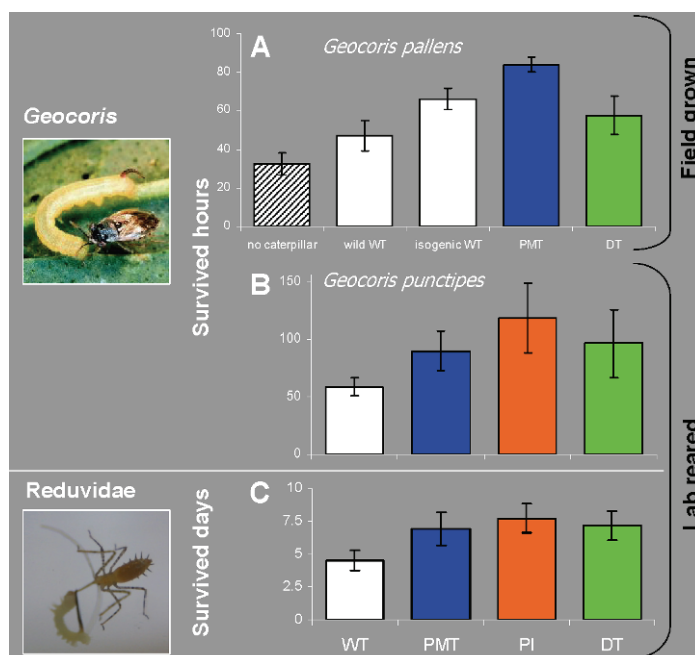 A
Geocoris pallens
Geocoris
Survived hours
100
80
60
40
20
0
no caterpillar wild WT isogenic WT PMT DT
Field grown
B
Geocoris punctipes
150
100
50
0
Reduvidae
C
Survived days
10
7.5
5
2.5
0
WT PMT PI DT
Lab reared